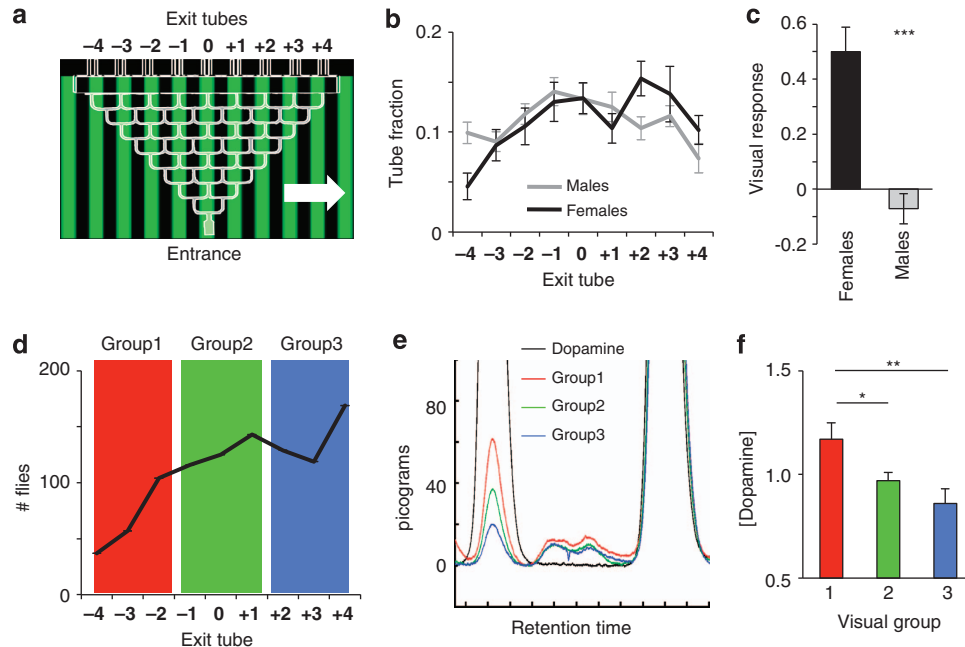 a
Exit tubes
−4 −3 −2 −1 0 +1 +2 +3 +4
Entrance
b
Tube fraction
0.2
0.1
0
Males
Females
−4 −3 −2 −1 0 +1 +2 +3 +4
Exit tube
c
Visual response
0.6
0.4
0.2
0
-0.2
***
Females
Males
d
Group1 Group2 Group3
# flies
200
100
0
−4 −3 −2 −1 0 +1 +2 +3 +4
Exit tube
e
picograms
80
40
0
Dopamine
Group1
Group2
Group3
Retention time
f
[Dopamine]
1.5
1.0
0.5
**
*
1 2 3
Visual group